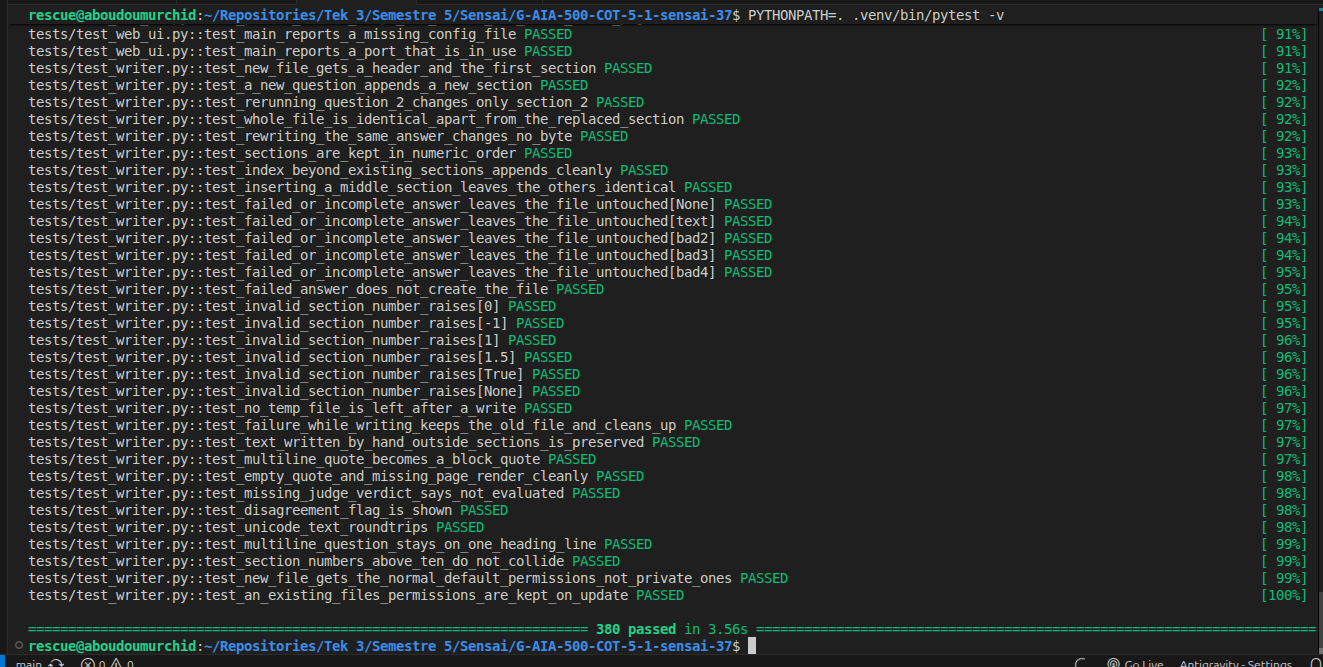 rescue@aboudoumurchid:~/Repositories/Tek 3/Semestre 5/Sensai/G-AIA-500-COT-5-1-sensai-37$ PYTHONPATH=. .venv/bin/pytest -v
tests/test_web_ui.py::test_main_reports_a_missing_config_file PASSED [ 91%]
tests/test_web_ui.py::test_main_reports_a_port_that_is_in_use PASSED [ 91%]
tests/test_writer.py::test_new_file_gets_a_header_and_the_first_section PASSED [ 91%]
tests/test_writer.py::test_a_new_question_appends_a_new_section PASSED [ 92%]
tests/test_writer.py::test_rerunning_question_2_changes_only_section_2 PASSED [ 92%]
tests/test_writer.py::test_whole_file_is_identical_apart_from_the_replaced_section PASSED [ 92%]
tests/test_writer.py::test_rewriting_the_same_answer_changes_no_byte PASSED [ 92%]
tests/test_writer.py::test_sections_are_kept_in_numeric_order PASSED [ 93%]
tests/test_writer.py::test_index_beyond_existing_sections_appends_cleanly PASSED [ 93%]
tests/test_writer.py::test_inserting_a_middle_section_leaves_the_others_identical PASSED [ 93%]
tests/test_writer.py::test_failed_or_incomplete_answer_leaves_the_file_untouched[None] PASSED [ 93%]
tests/test_writer.py::test_failed_or_incomplete_answer_leaves_the_file_untouched[text] PASSED [ 94%]
tests/test_writer.py::test_failed_or_incomplete_answer_leaves_the_file_untouched[bad2] PASSED [ 94%]
tests/test_writer.py::test_failed_or_incomplete_answer_leaves_the_file_untouched[bad3] PASSED [ 94%]
tests/test_writer.py::test_failed_or_incomplete_answer_leaves_the_file_untouched[bad4] PASSED [ 95%]
tests/test_writer.py::test_failed_answer_does_not_create_the_file PASSED [ 95%]
tests/test_writer.py::test_invalid_section_number_raises[0] PASSED [ 95%]
tests/test_writer.py::test_invalid_section_number_raises[-1] PASSED [ 95%]
tests/test_writer.py::test_invalid_section_number_raises[1] PASSED [ 96%]
tests/test_writer.py::test_invalid_section_number_raises[1.5] PASSED [ 96%]
tests/test_writer.py::test_invalid_section_number_raises[True] PASSED [ 96%]
tests/test_writer.py::test_invalid_section_number_raises[None] PASSED [ 96%]
tests/test_writer.py::test_no_temp_file_is_left_after_a_write PASSED [ 97%]
tests/test_writer.py::test_failure_while_writing_keeps_the_old_file_and_cleans_up PASSED [ 97%]
tests/test_writer.py::test_text_written_by_hand_outside_sections_is_preserved PASSED [ 97%]
tests/test_writer.py::test_multiline_quote_becomes_a_block_quote PASSED [ 97%]
tests/test_writer.py::test_empty_quote_and_missing_page_render_cleanly PASSED [ 98%]
tests/test_writer.py::test_missing_judge_verdict_says_not_evaluated PASSED [ 98%]
tests/test_writer.py::test_disagreement_flag_is_shown PASSED [ 98%]
tests/test_writer.py::test_unicode_text_roundtrips PASSED [ 98%]
tests/test_writer.py::test_multiline_question_stays_on_one_heading_line PASSED [ 99%]
tests/test_writer.py::test_section_numbers_above_ten_do_not_collide PASSED [ 99%]
tests/test_writer.py::test_new_file_gets_the_normal_default_permissions_not_private_ones PASSED [ 99%]
tests/test_writer.py::test_an_existing_files_permissions_are_kept_on_update PASSED [100%]
380 passed in 3.56s
rescue@aboudoumurchid:~/Repositories/Tek 3/Semestre 5/Sensai/G-AIA-500-COT-5-1-sensai-37$
main 0 0 Go Live Antigravity - Settings